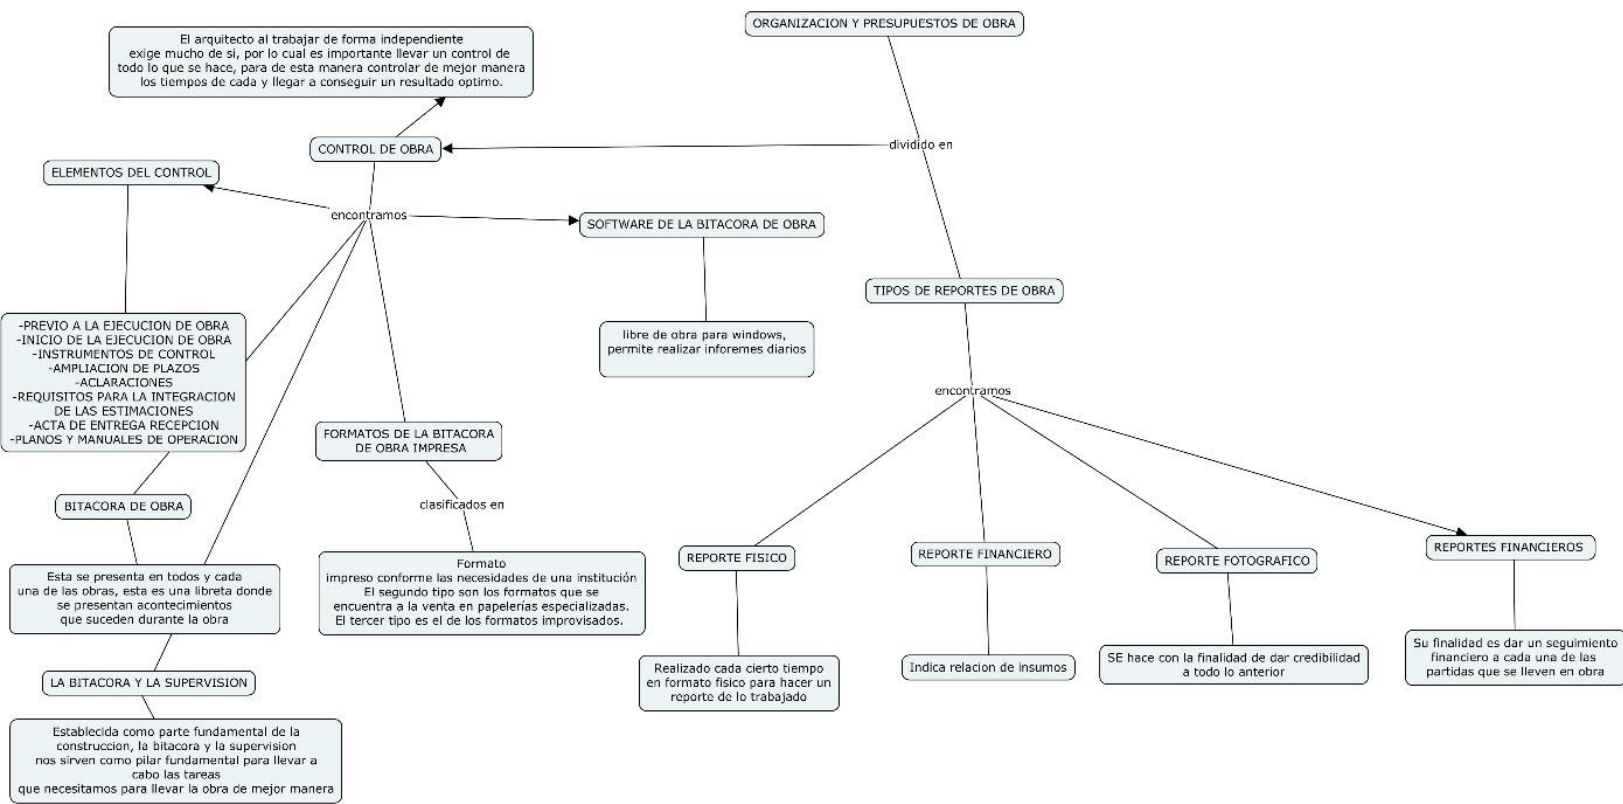 ORGANIZACION Y PRESUPUESTOS DE OBRA
El arquitecto al trabajar de forma independiente
exige mucho de si, por lo cual es importante llevar un control de
todo lo que se hace, para de esta manera controlar de mejor manera
los tiempos de cada y llegar a conseguir un resultado optimo.
dividido en
CONTROL DE OBRA
ELEMENTOS DEL CONTROL
encontramos
SOFTWARE DE LA BITACORA DE OBRA
TIPOS DE REPORTES DE OBRA
-PREVIO A LA EJECUCION DE OBRA
-INICIO DE LA EJECUCION DE OBRA
-INSTRUMENTOS DE CONTROL
-AMPLIACION DE PLAZOS
-ACLARACIONES
-REQUISITOS PARA LA INTEGRACION
DE LAS ESTIMACIONES
-ACTA DE ENTREGA RECEPCION
-PLANOS Y MANUALES DE OPERACION
libre de obra para windows,
permite realizar inforemes diarios
encontramos
FORMATOS DE LA BITACORA
DE OBRA IMPRESA
BITACORA DE OBRA
clasificados en
REPORTE FISICO
REPORTE FINANCIERO
REPORTE FOTOGRAFICO
REPORTES FINANCIEROS
Esta se presenta en todos y cada
una de las obras, esta es una libreta donde
se presentan acontecimientos
que suceden durante la obra
Formato
impreso conforme las necesidades de una institución
El segundo tipo son los formatos que se
encuentra a la venta en papelerías especializadas.
El tercer tipo es el de los formatos improvisados.
Realizado cada cierto tiempo
en formato fisico para hacer un
reporte de lo trabajado
Indica relacion de insumos
SE hace con la finalidad de dar credibilidad
a todo lo anterior
Su finalidad es dar un seguimiento
financiero a cada una de las
partidas que se lleven en obra
LA BITACORA Y LA SUPERVISION
Establecida como parte fundamental de la
construccion, la bitacora y la supervision
nos sirven como pilar fundamental para llevar a
cabo las tareas
que necesitamos para llevar la obra de mejor manera